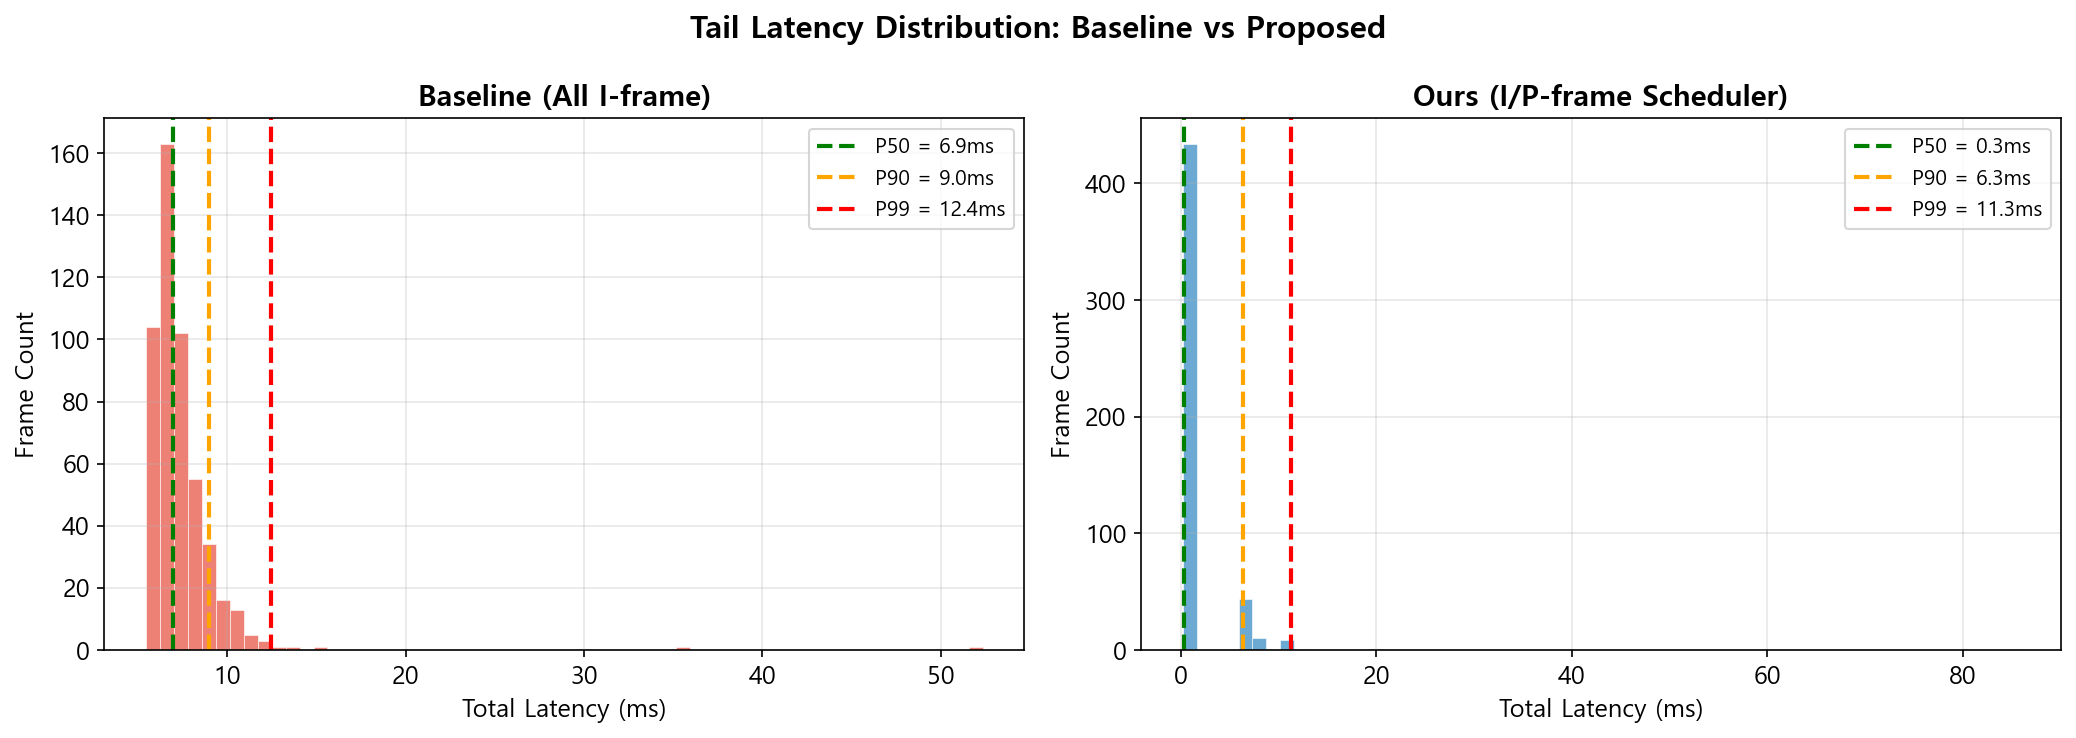 Tail Latency Distribution: Baseline vs Proposed
Baseline (All I-frame)
P50 = 6.9ms
P90 = 9.0ms
P99 = 12.4ms
160
140
120
100
80
60
40
20
0
Frame Count
10
20
30
40
50
Total Latency (ms)
Ours (I/P-frame Scheduler)
P50 = 0.3ms
P90 = 6.3ms
P99 = 11.3ms
400
300
200
100
0
Frame Count
0
20
40
60
80
Total Latency (ms)